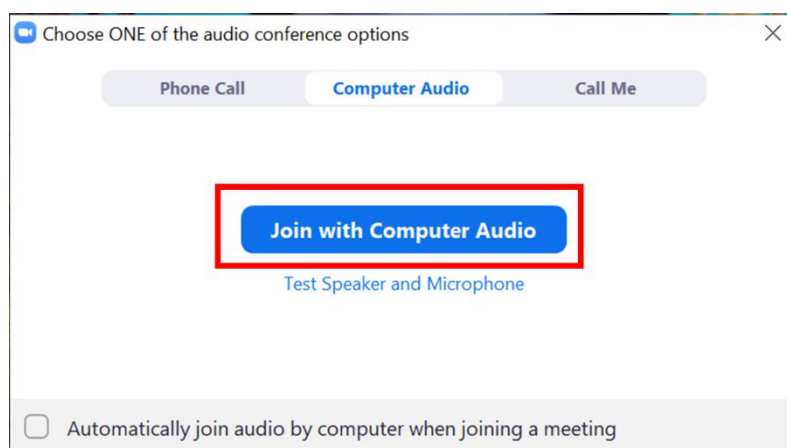 Choose ONE of the audio conference options
Phone Call Computer Audio Call Me
Join with Computer Audio
Test Speaker and Microphone
Automatically join audio by computer when joining a meeting